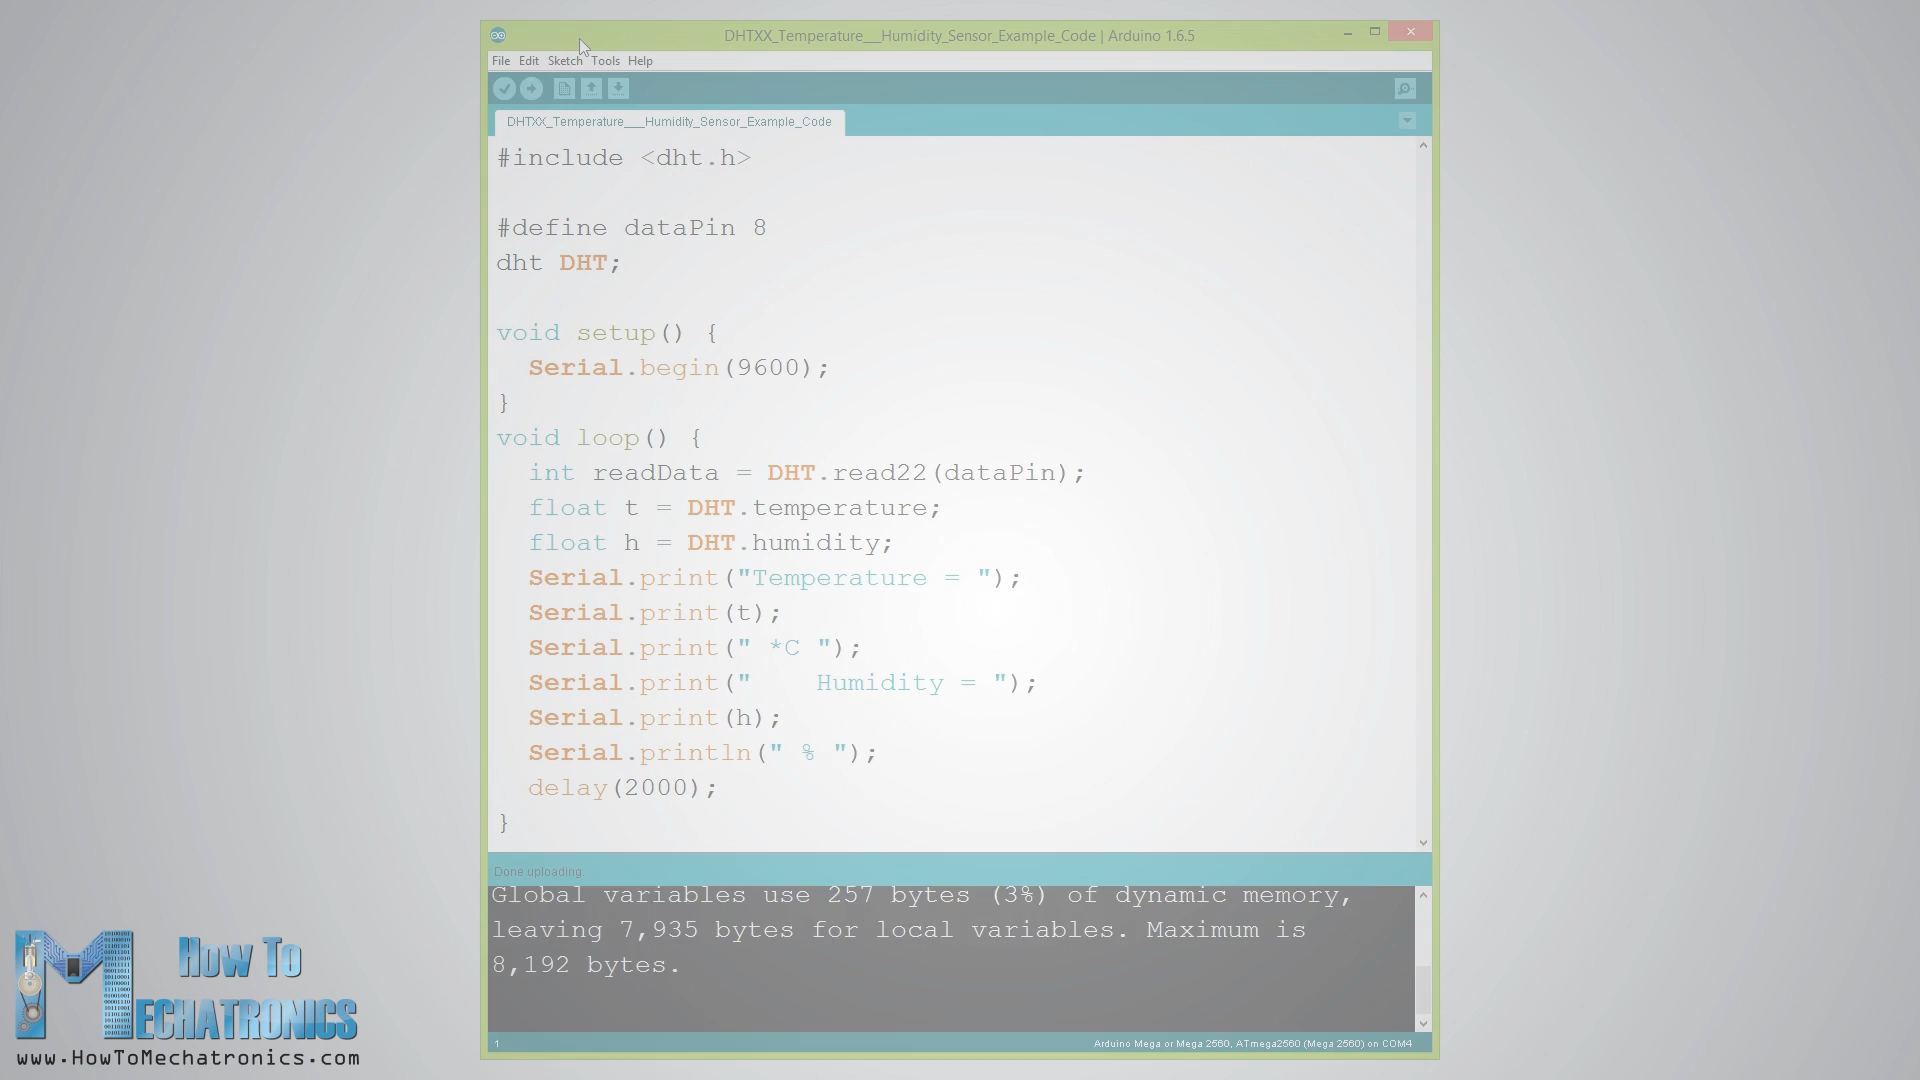 DHTXX_Temperature___Humidity_Sensor_Example_Code | Arduino 1.6.5
File Edit Sketch Tools Help
DHTXX_Temperature___Humidity_Sensor_Example_Code
#include <dht.h>
#define dataPin 8
dht DHT;
void setup() {
  Serial.begin(9600);
}
void loop() {
  int readData = DHT.read22(dataPin);
  float t = DHT.temperature;
  float h = DHT.humidity;
  Serial.print("Temperature = ");
  Serial.print(t);
  Serial.print(" *C ");
  Serial.print("    Humidity = ");
  Serial.print(h);
  Serial.println(" % ");
  delay(2000);
}
Done uploading.
Global variables use 257 bytes (3%) of dynamic memory,
leaving 7,935 bytes for local variables. Maximum is
8,192 bytes.
1 Arduino Mega or Mega 2560, ATmega2560 (Mega 2560) on COM4
How To
MECHATRONICS
www.HowToMechatronics.com